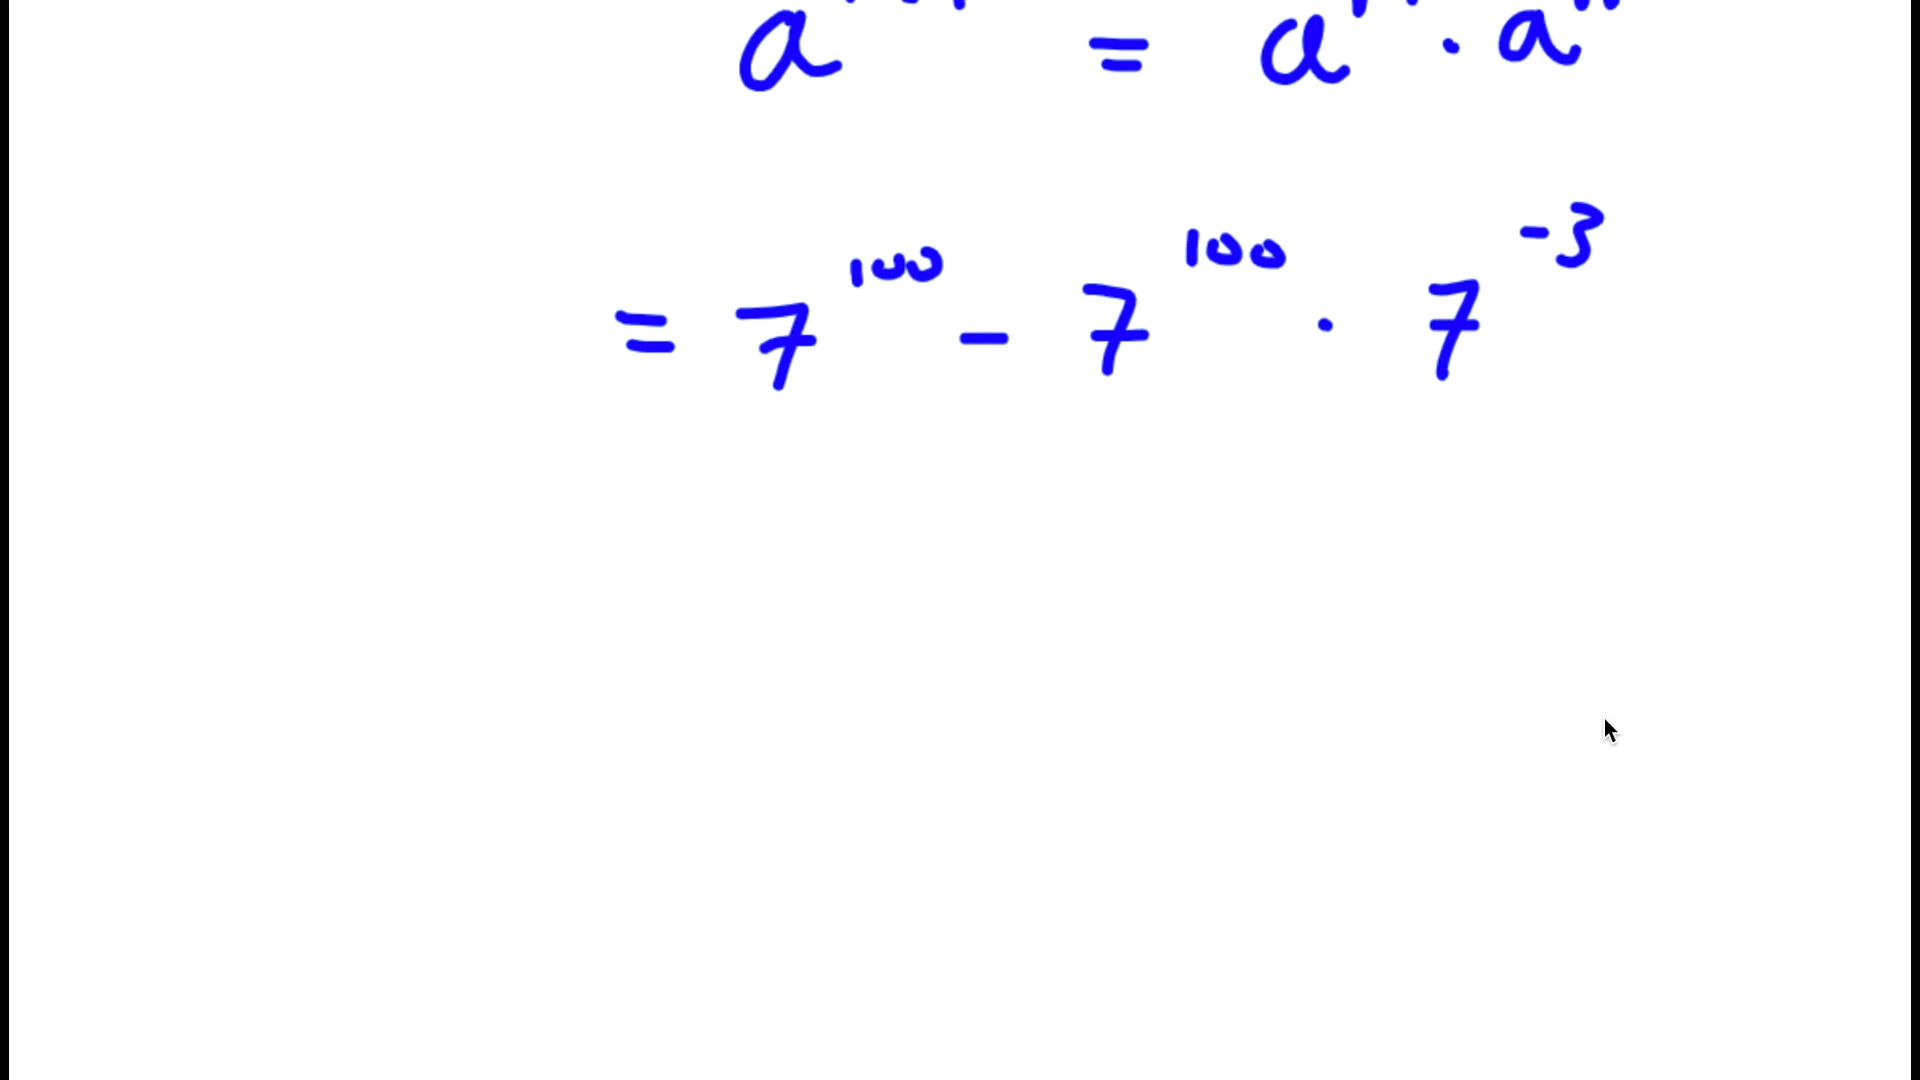 a = a · a
= 7^100 - 7^100 · 7^-3